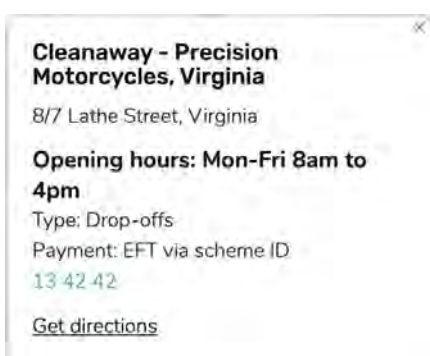 Cleanaway - Precision
Motorcycles, Virginia
8/7 Lathe Street, Virginia
Opening hours: Mon-Fri 8am to
4pm
Type: Drop-offs
Payment: EFT via scheme ID
13 42 42
Get directions